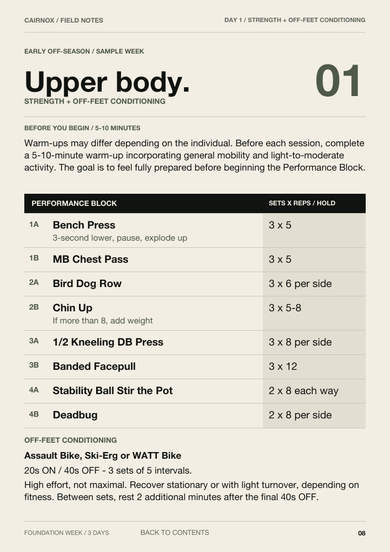 CAIRNOX / FIELD NOTES
DAY 1 / STRENGTH + OFF-FEET CONDITIONING
EARLY OFF-SEASON / SAMPLE WEEK
Upper body.
01
STRENGTH + OFF-FEET CONDITIONING
BEFORE YOU BEGIN / 5-10 MINUTES
Warm-ups may differ depending on the individual. Before each session, complete
a 5-10-minute warm-up incorporating general mobility and light-to-moderate
activity. The goal is to feel fully prepared before beginning the Performance Block.
PERFORMANCE BLOCK SETS X REPS / HOLD
1A Bench Press 3 x 5
3-second lower, pause, explode up
1B MB Chest Pass 3 x 5
2A Bird Dog Row 3 x 6 per side
2B Chin Up 3 x 5-8
If more than 8, add weight
3A 1/2 Kneeling DB Press 3 x 8 per side
3B Banded Facepull 3 x 12
4A Stability Ball Stir the Pot 2 x 8 each way
4B Deadbug 2 x 8 per side
OFF-FEET CONDITIONING
Assault Bike, Ski-Erg or WATT Bike
20s ON / 40s OFF - 3 sets of 5 intervals.
High effort, not maximal. Recover stationary or with light turnover, depending on
fitness. Between sets, rest 2 additional minutes after the final 40s OFF.
FOUNDATION WEEK / 3 DAYS BACK TO CONTENTS 08